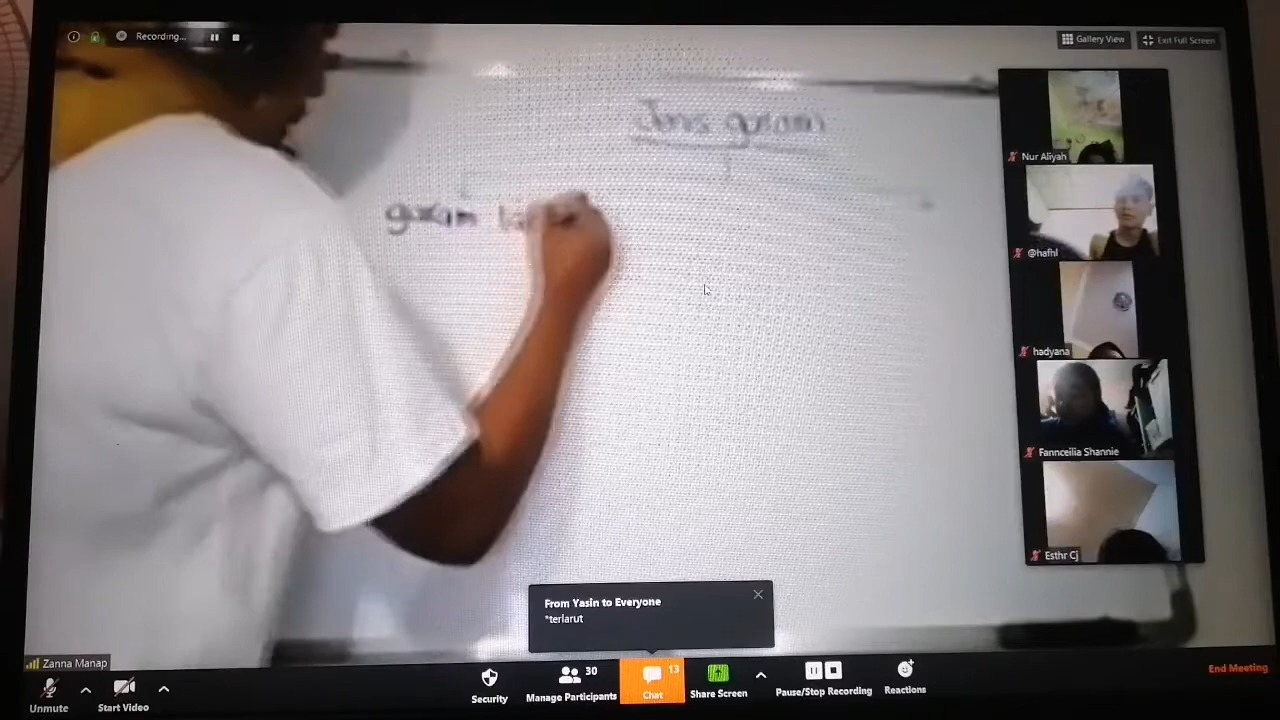 Recording...
Gallery View
Exit Full Screen
Jenis garam
garam
Nur Aliyah
@hafhl
hadyana
Fannceilia Shannie
Esthr Cj
From Yasin to Everyone
*terlarut
Zanna Manap
Unmute
Start Video
Security
Manage Participants
30
Chat
13
Share Screen
Pause/Stop Recording
Reactions
End Meeting